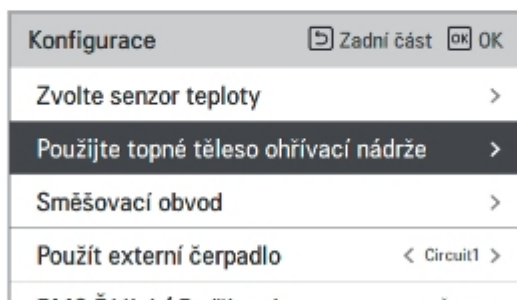 Konfigurace Zadní část OK OK
Zvolte senzor teploty >
Použijte topné těleso ohřívací nádrže >
Směšovací obvod >
Použít externí čerpadlo < Circuit1 >